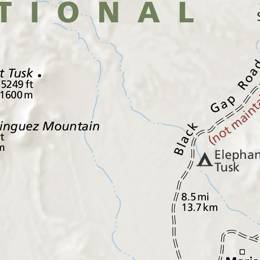 TIONAL
t Tusk
5249 ft
1600 m
inguez Mountain
t
m
Black Gap Road
(not mainta
Elephan
Tusk
8.5 mi
13.7 km